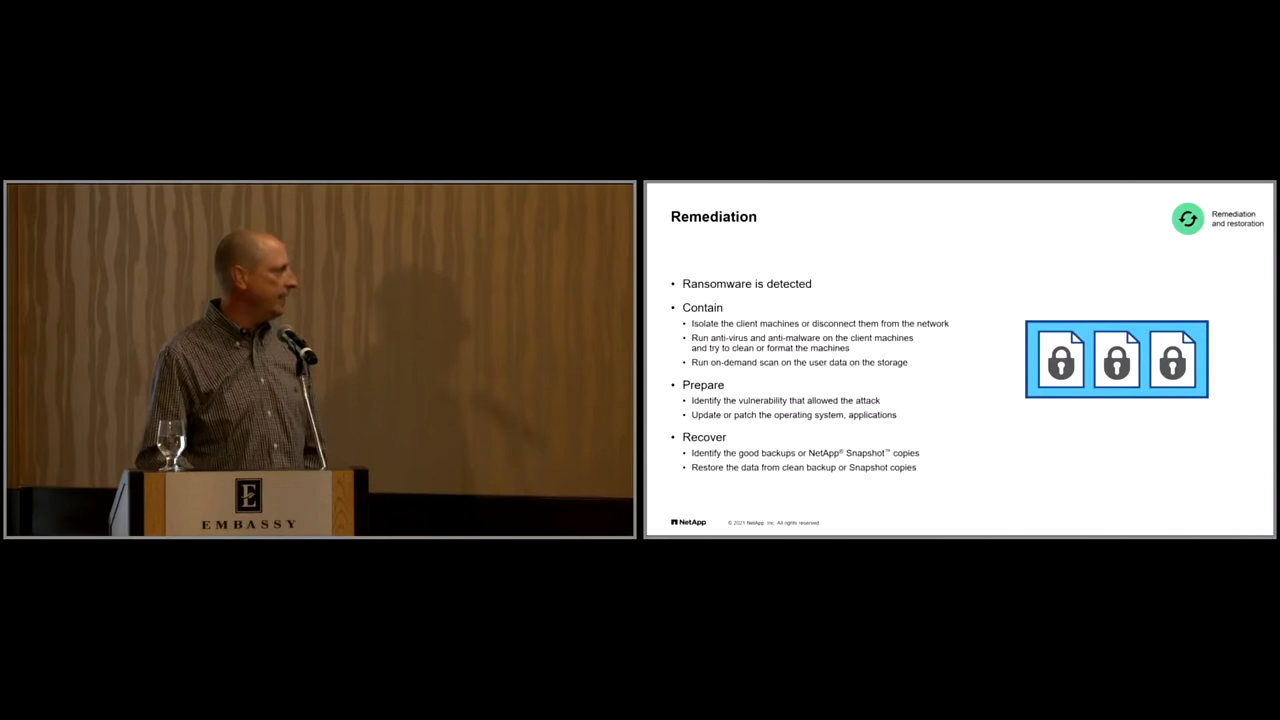 E
EMBASSY
Remediation
Remediation
and restoration
• Ransomware is detected
• Contain
• Isolate the client machines or disconnect them from the network
• Run anti-virus and anti-malware on the client machines
and try to clean or format the machines
• Run on-demand scan on the user data on the storage
• Prepare
• Identify the vulnerability that allowed the attack
• Update or patch the operating system, applications
• Recover
• Identify the good backups or NetApp® Snapshot™ copies
• Restore the data from clean backup or Snapshot copies
NetApp
© 2021 NetApp, Inc. All rights reserved